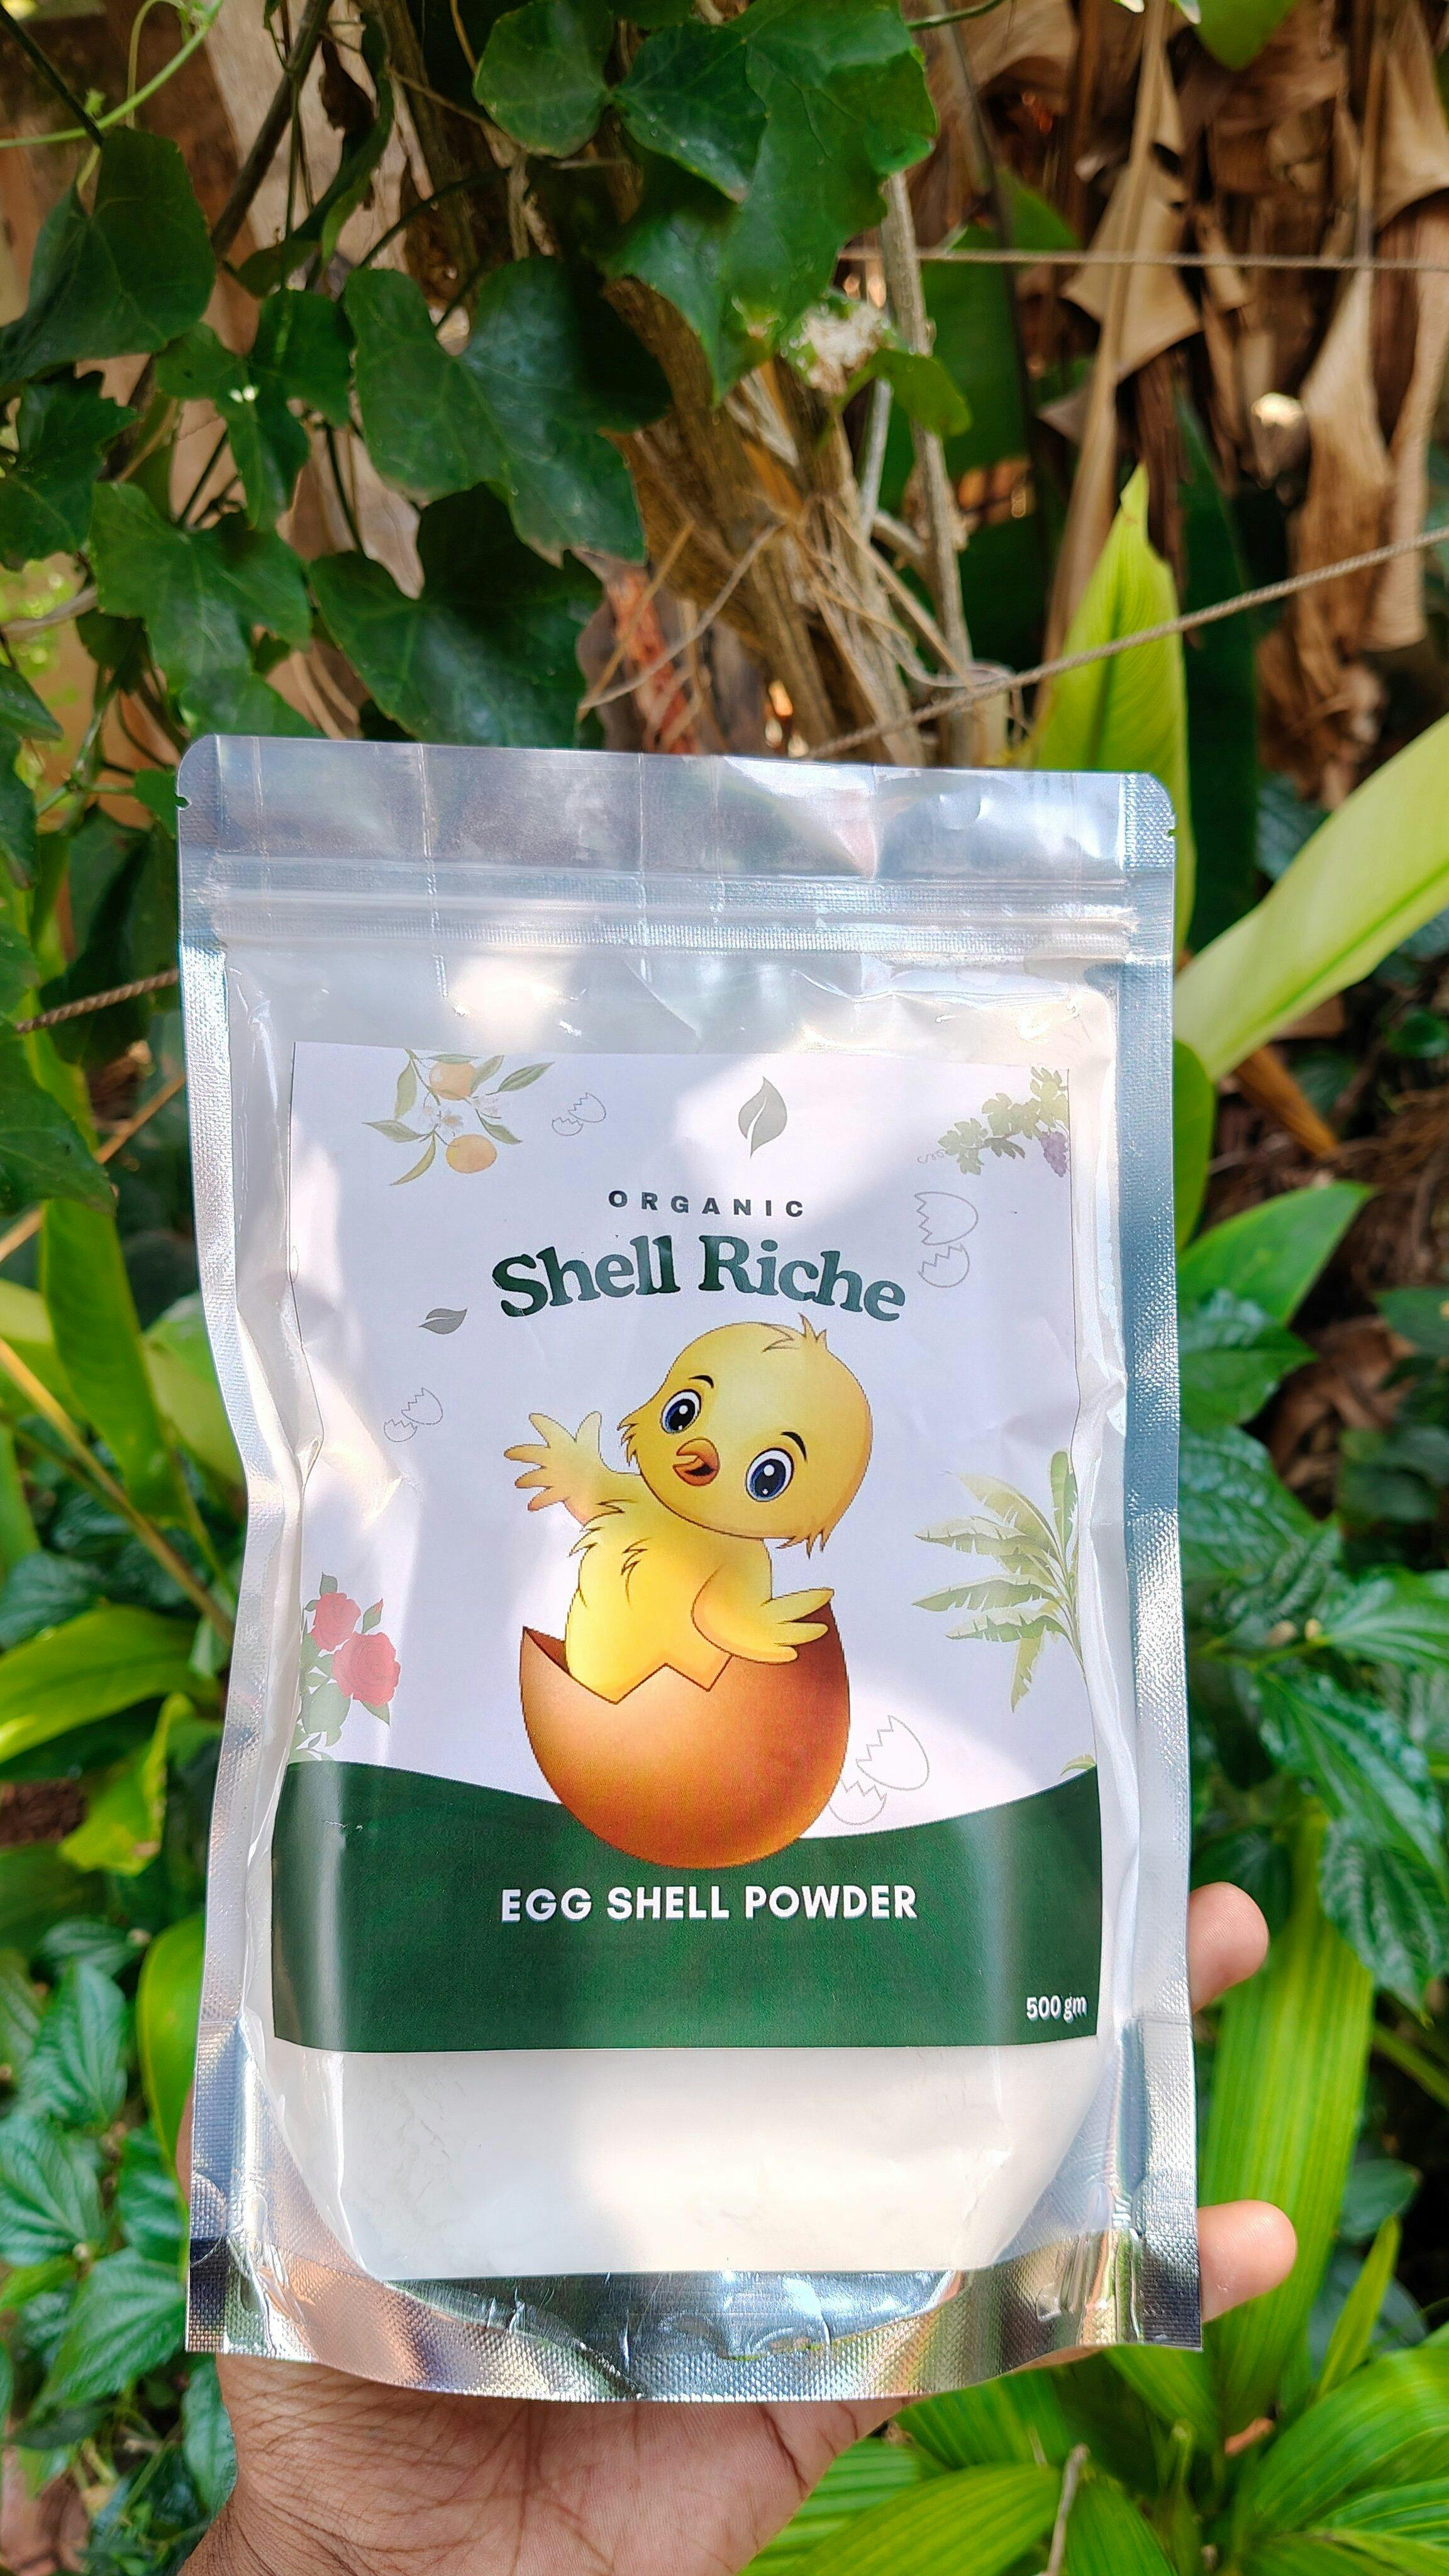 ORGANIC
Shell Riche
EGG SHELL POWDER
500 gm